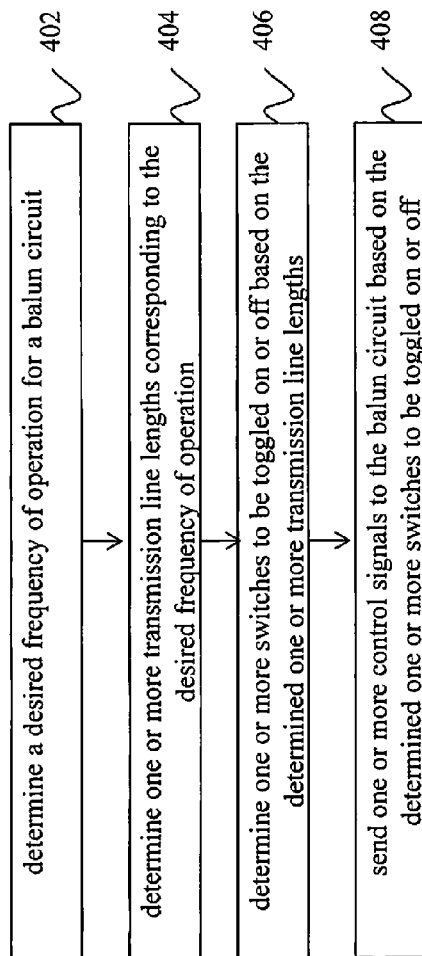 determine a desired frequency of operation for a balun circuit
402
determine one or more transmission line lengths corresponding to the
desired frequency of operation
404
determine one or more switches to be toggled on or off based on the
determined one or more transmission line lengths
406
send one or more control signals to the balun circuit based on the
determined one or more switches to be toggled on or off
408